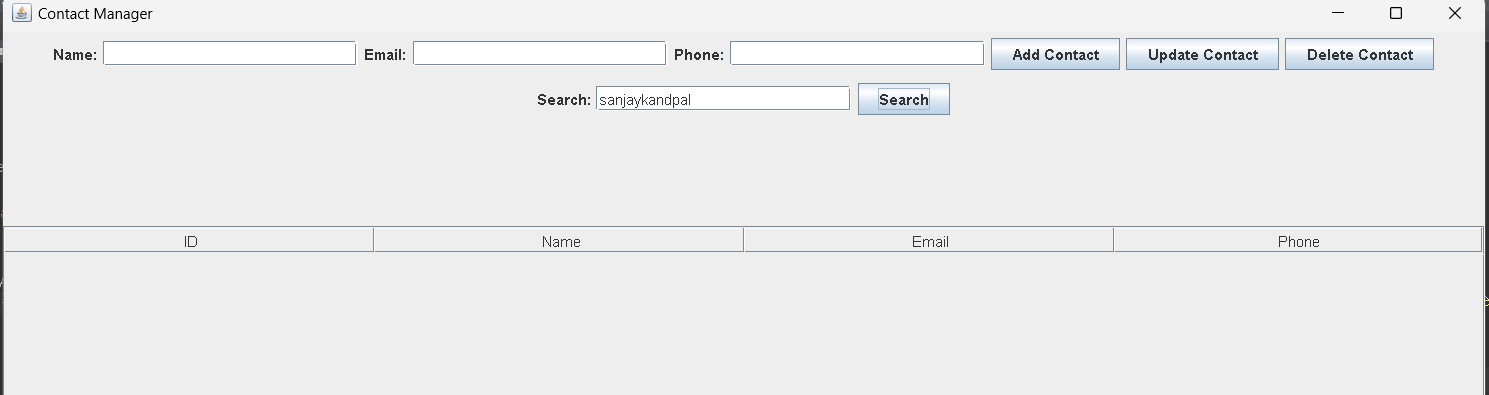 Contact Manager
Name: Email: Phone: Add Contact Update Contact Delete Contact
Search: sanjaykandpal Search
ID Name Email Phone